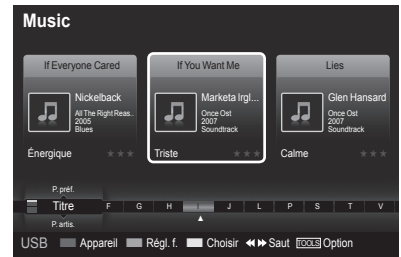 Music
If Everyone Cared
Nickelback
All The Right Reas..
2005
Blues
Énergique
If You Want Me
Marketa Irgl...
Once Ost
2007
Soundtrack
Triste
Lies
Glen Hansard
Once Ost
2007
Soundtrack
Calme
P. préf.
Titre F G H I J L P S T V
P. artis.
USB Appareil Régl. f. Choisir Saut TOOLS Option